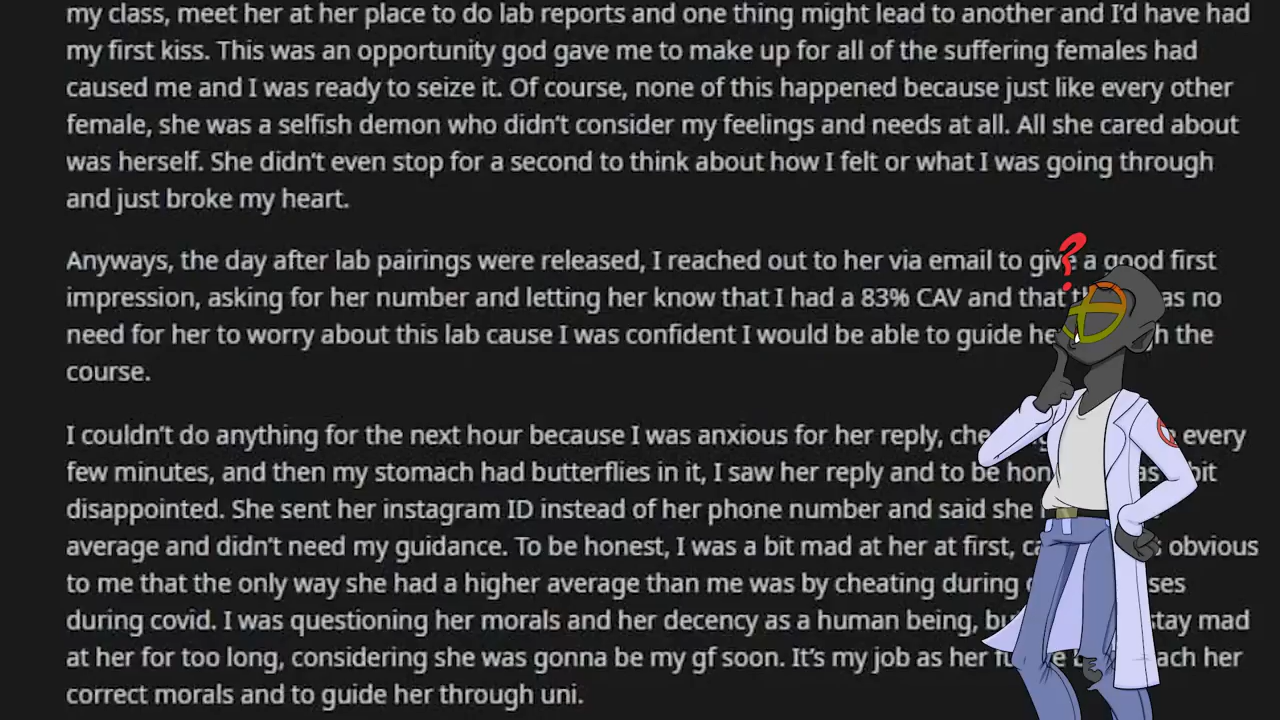 my class, meet her at her place to do lab reports and one thing might lead to another and I'd have had
my first kiss. This was an opportunity god gave me to make up for all of the suffering females had
caused me and I was ready to seize it. Of course, none of this happened because just like every other
female, she was a selfish demon who didn't consider my feelings and needs at all. All she cared about
was herself. She didn't even stop for a second to think about how I felt or what I was going through
and just broke my heart.
Anyways, the day after lab pairings were released, I reached out to her via email to give a good first
impression, asking for her number and letting her know that I had a 83% CAV and that no
need for her to worry about this lab cause I was confident I would be able to guide the
course.
I couldn't do anything for the next hour because I was anxious for her reply, every
few minutes, and then my stomach had butterflies in it, I saw her reply and to be bit
disappointed. She sent her instagram ID instead of her phone number and said she
average and didn't need my guidance. To be honest, I was a bit mad at her at first, obvious
to me that the only way she had a higher average than me was by cheating during
during covid. I was questioning her morals and her decency as a human being, stay mad
at her for too long, considering she was gonna be my gf soon. It's my job as her her
correct morals and to guide her through uni.
?